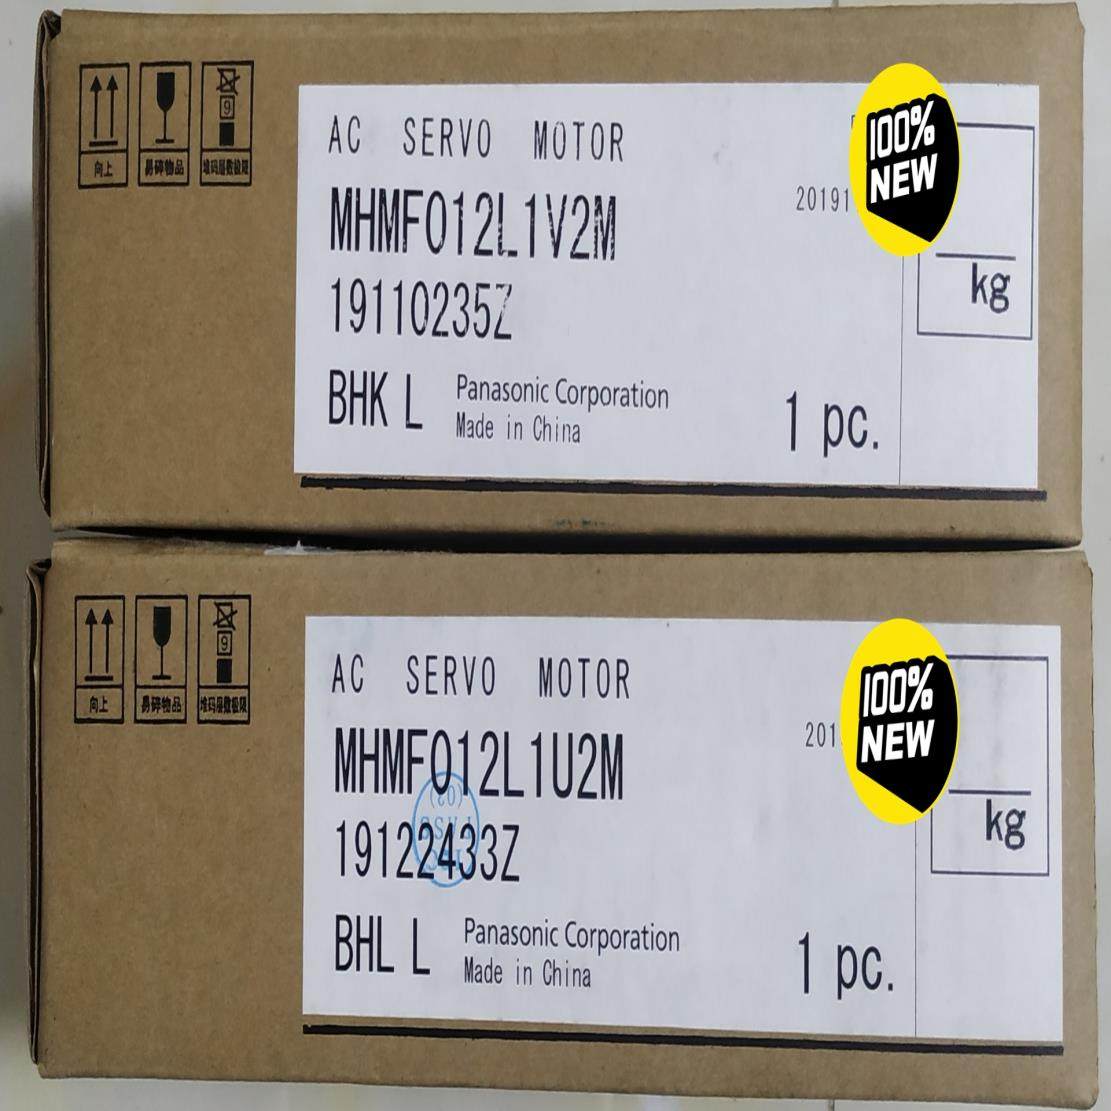 向上
易碎物品
9
堆码层数极限
AC SERVO MOTOR
MHMF012L1V2M
19110235Z
BHK L
Panasonic Corporation
Made in China
20191
100%
NEW
kg
1 pc.
向上
易碎物品
9
堆码层数极限
AC SERVO MOTOR
MHMF012L1U2M
19122433Z
BHL L
Panasonic Corporation
Made in China
201
100%
NEW
kg
1 pc.